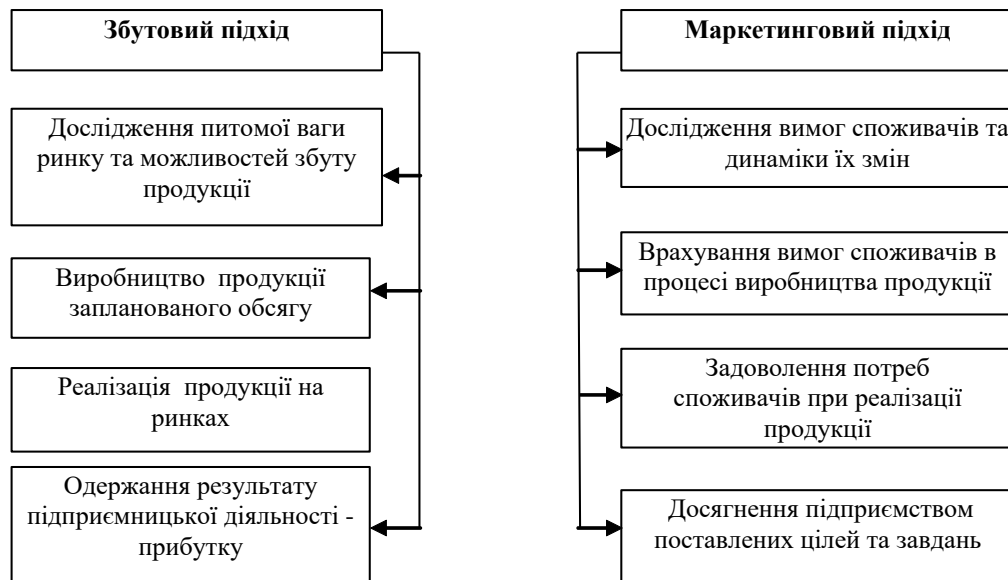 Збутовий підхід
Дослідження питомої ваги
ринку та можливостей збуту
продукції
Виробництво продукції
запланованого обсягу
Реалізація продукції на
ринках
Одержання результату
підприємницької діяльності -
прибутку
Маркетинговий підхід
Дослідження вимог споживачів та
динаміки їх змін
Врахування вимог споживачів в
процесі виробництва продукції
Задоволення потреб
споживачів при реалізації
продукції
Досягнення підприємством
поставлених цілей та завдань